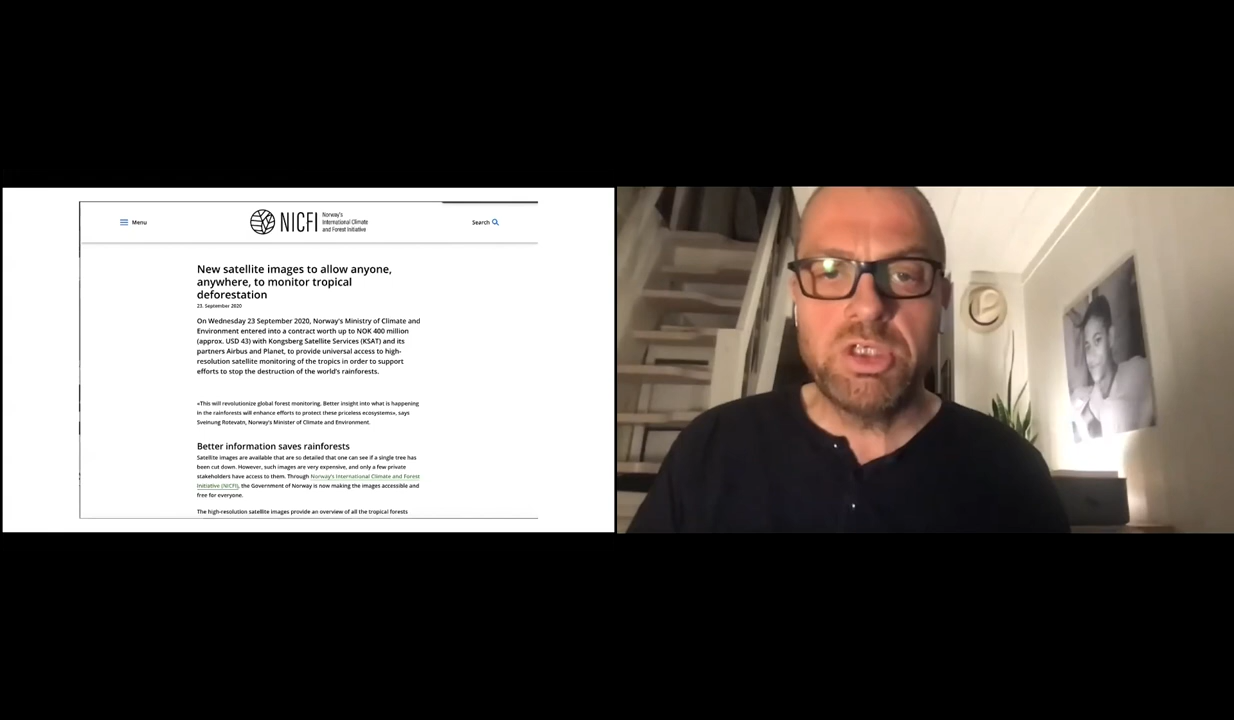 Menu
NICFI
Norway's
International Climate
and Forest Initiative
Search
New satellite images to allow anyone,
anywhere, to monitor tropical
deforestation
23. September 2020
On Wednesday 23 September 2020, Norway's Ministry of Climate and
Environment entered into a contract worth up to NOK 400 million
(approx. USD 43) with Kongsberg Satellite Services (KSAT) and its
partners Airbus and Planet, to provide universal access to high-
resolution satellite monitoring of the tropics in order to support
efforts to stop the destruction of the world's rainforests.
«This will revolutionize global forest monitoring. Better insight into what is happening
in the rainforests will enhance efforts to protect these priceless ecosystems», says
Sveinung Rotevatn, Norway's Minister of Climate and Environment.
Better information saves rainforests
Satellite images are available that are so detailed that one can see if a single tree has
been cut down. However, such images are very expensive, and only a few private
stakeholders have access to them. Through Norway's International Climate and Forest
Initiative (NICFI), the Government of Norway is now making the images accessible and
free for everyone.
The high-resolution satellite images provide an overview of all the tropical forests